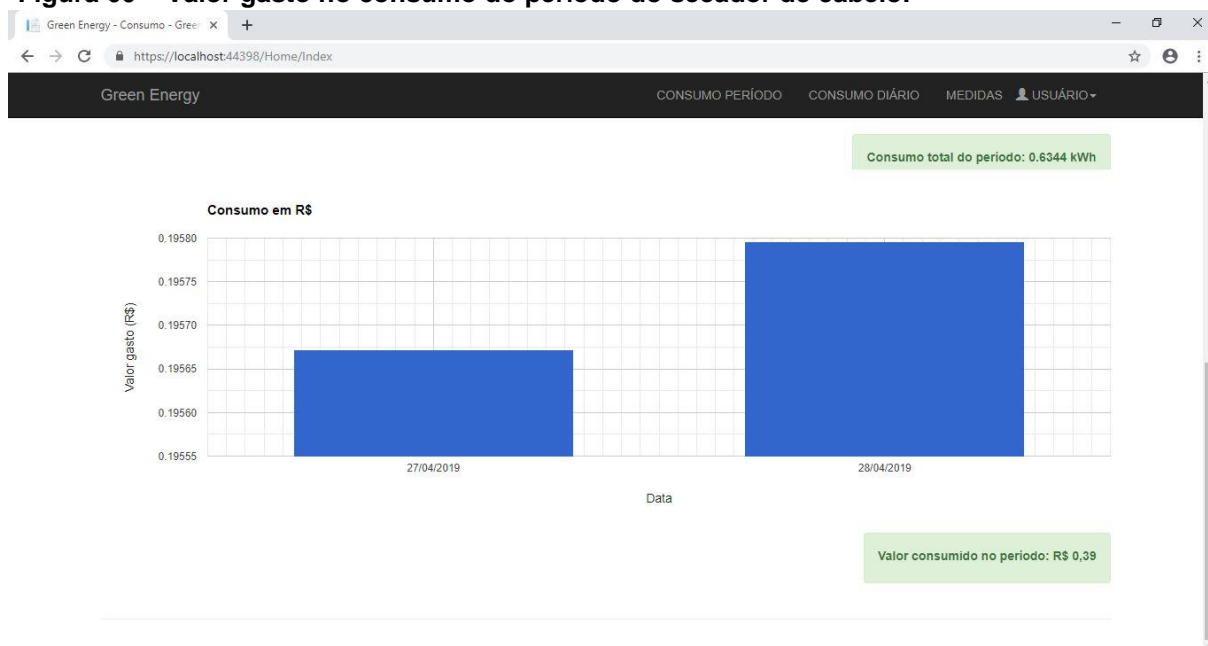 Valor gasto no consumo do período do secador de cabelo.
Green Energy - Consumo - Gree
https://localhost:44398/Home/Index
Green Energy CONSUMO PERÍODO CONSUMO DIÁRIO MEDIDAS USUÁRIO
Consumo total do período: 0.6344 kWh
Consumo em R$
0.19580
0.19575
0.19570
0.19565
0.19560
0.19555
Valor gasto (R$)
27/04/2019 28/04/2019
Data
Valor consumido no período: R$ 0,39